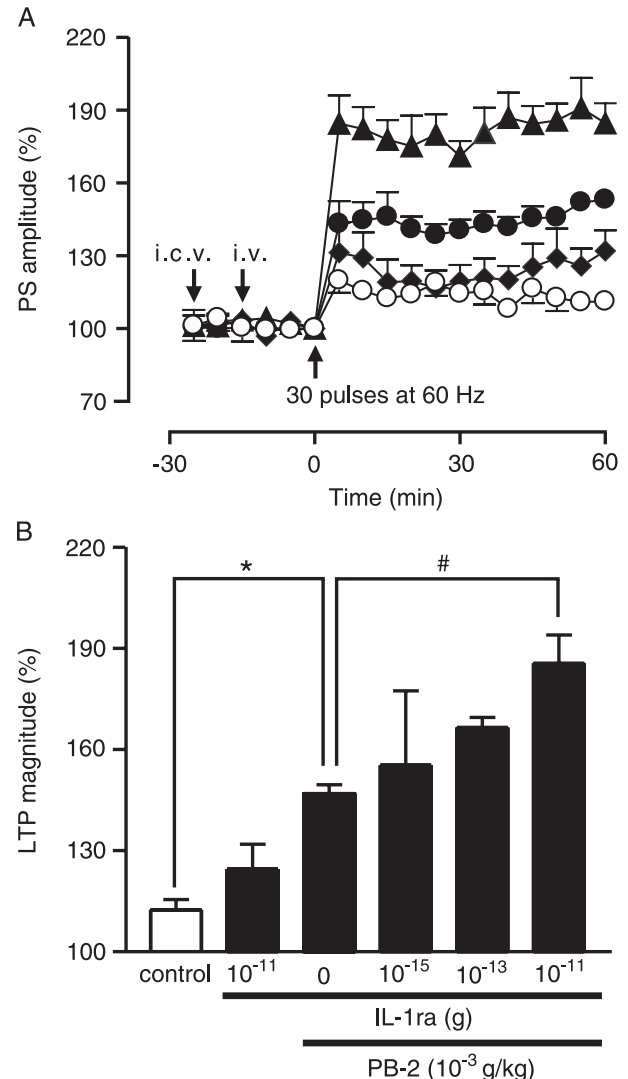 A
220
190
160
130
100
70
PS amplitude (%)
i.c.v. i.v.
30 pulses at 60 Hz
-30 0 30 60
Time (min)
B
220
190
160
130
100
LTP magnitude (%)
* #
control 10⁻¹¹ 0 10⁻¹⁵ 10⁻¹³ 10⁻¹¹
IL-1ra (g)
PB-2 (10⁻³ g/kg)